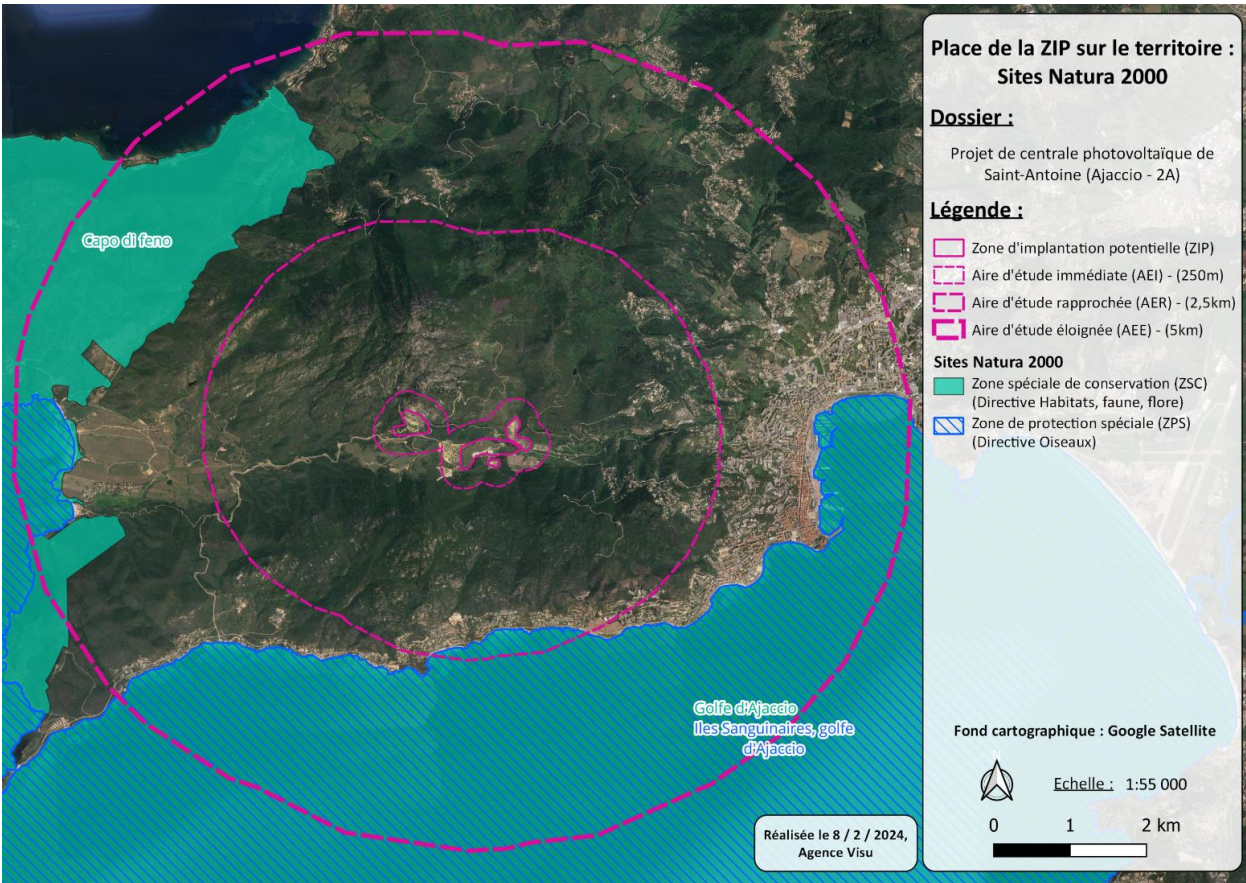 Place de la ZIP sur le territoire :
Sites Natura 2000
Dossier :
Projet de centrale photovoltaïque de
Saint-Antoine (Ajaccio - 2A)
Légende :
Zone d'implantation potentielle (ZIP)
Aire d'étude immédiate (AEI) - (250m)
Aire d'étude rapprochée (AER) - (2,5km)
Aire d'étude éloignée (AEE) - (5km)
Sites Natura 2000
Zone spéciale de conservation (ZSC)
(Directive Habitats, faune, flore)
Zone de protection spéciale (ZPS)
(Directive Oiseaux)
Capo di feno
Golfe d'Ajaccio
Iles Sanguinaires, golfe
d'Ajaccio
Fond cartographique : Google Satellite
N
Echelle : 1:55 000
0 1 2 km
Réalisée le 8 / 2 / 2024,
Agence Visu